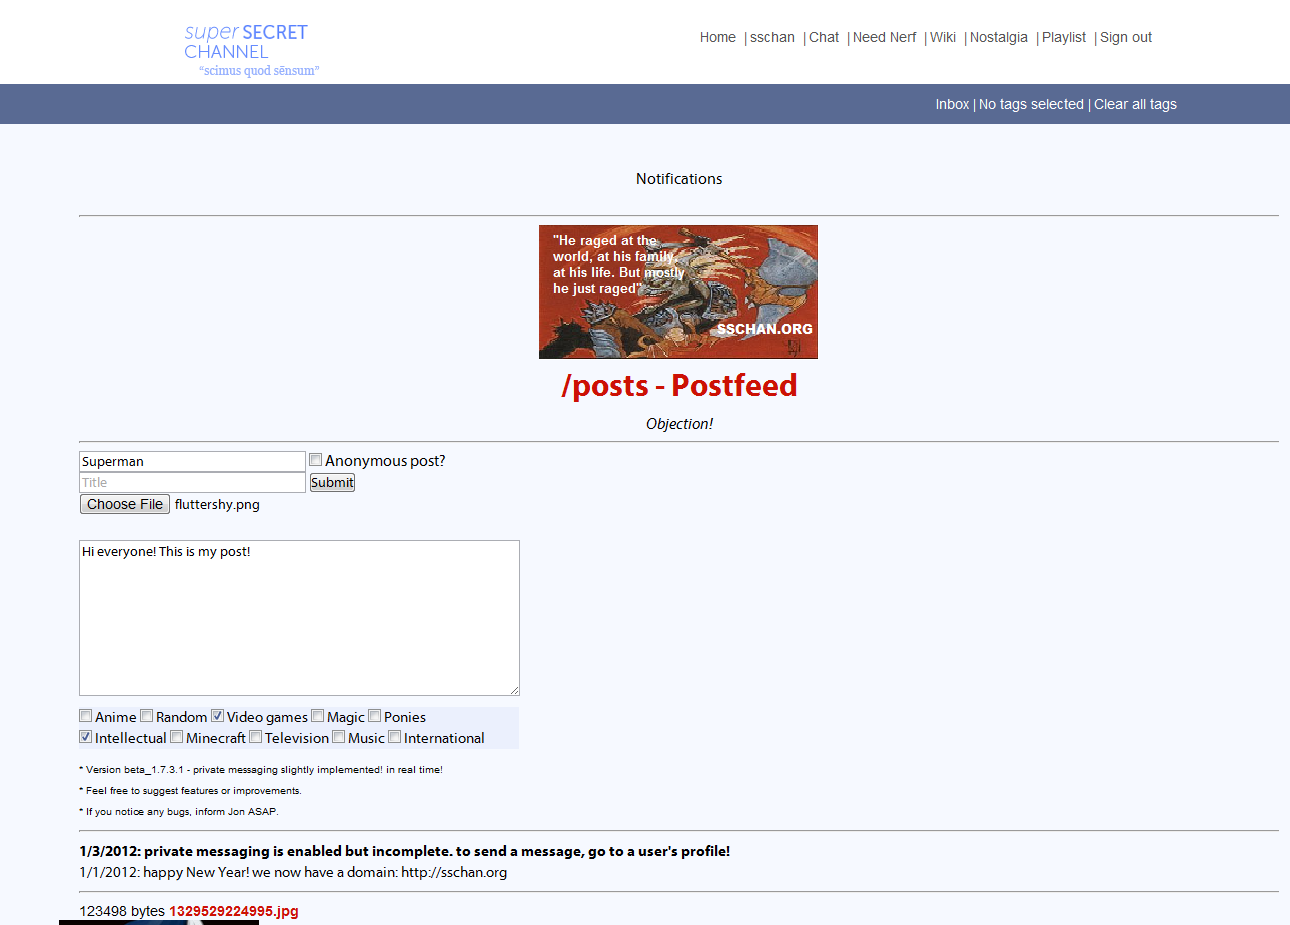 super SECRET
CHANNEL
“scimus quod sēnsum”
Home | sschan | Chat | Need Nerf | Wiki | Nostalgia | Playlist | Sign out
Inbox | No tags selected | Clear all tags
Notifications
"He raged at the
world, at his family,
at his life. But mostly
he just raged"
SSCHAN.ORG
/posts - Postfeed
Objection!
Superman Anonymous post?
Title Submit
Choose File fluttershy.png
Hi everyone! This is my post!
Anime Random Video games Magic Ponies
Intellectual Minecraft Television Music International
* Version beta_1.7.3.1 - private messaging slightly implemented! in real time!
* Feel free to suggest features or improvements.
* If you notice any bugs, inform Jon ASAP.
1/3/2012: private messaging is enabled but incomplete. to send a message, go to a user's profile!
1/1/2012: happy New Year! we now have a domain: http://sschan.org
123498 bytes 1329529224995.jpg